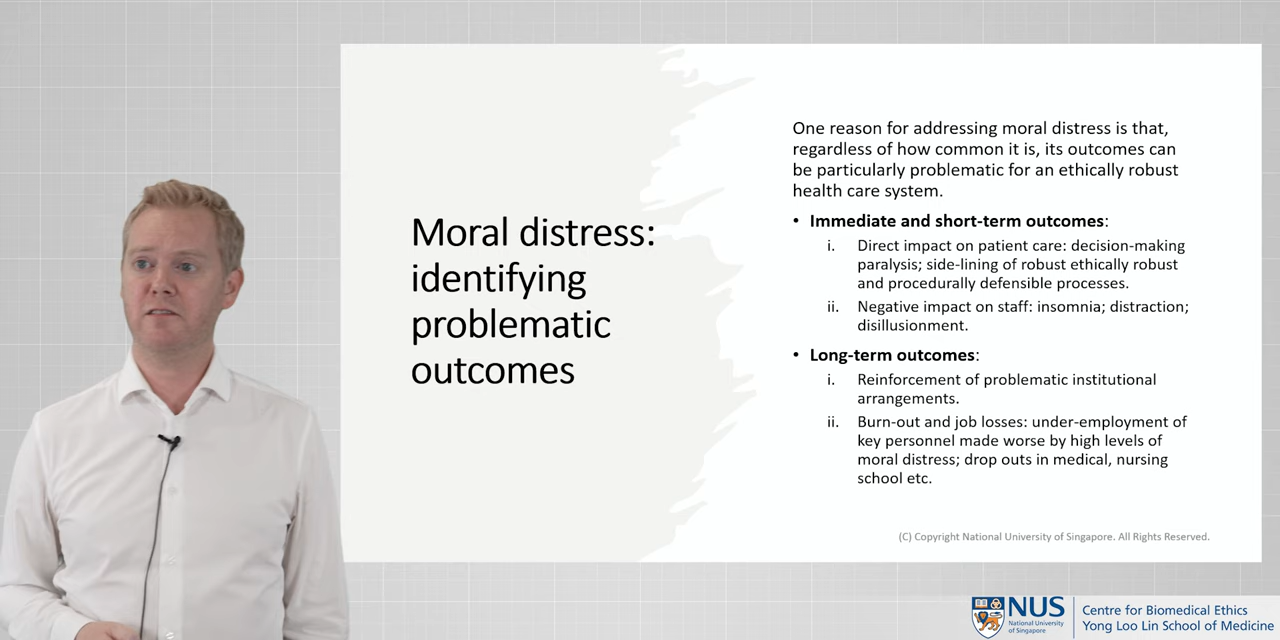 Moral distress:
identifying
problematic
outcomes
One reason for addressing moral distress is that,
regardless of how common it is, its outcomes can
be particularly problematic for an ethically robust
health care system.
• Immediate and short-term outcomes:
i. Direct impact on patient care: decision-making
paralysis; side-lining of robust ethically robust
and procedurally defensible processes.
ii. Negative impact on staff: insomnia; distraction;
disillusionment.
• Long-term outcomes:
i. Reinforcement of problematic institutional
arrangements.
ii. Burn-out and job losses: under-employment of
key personnel made worse by high levels of
moral distress; drop outs in medical, nursing
school etc.
(C) Copyright National University of Singapore. All Rights Reserved.
NUS
National University
of Singapore
Centre for Biomedical Ethics
Yong Loo Lin School of Medicine